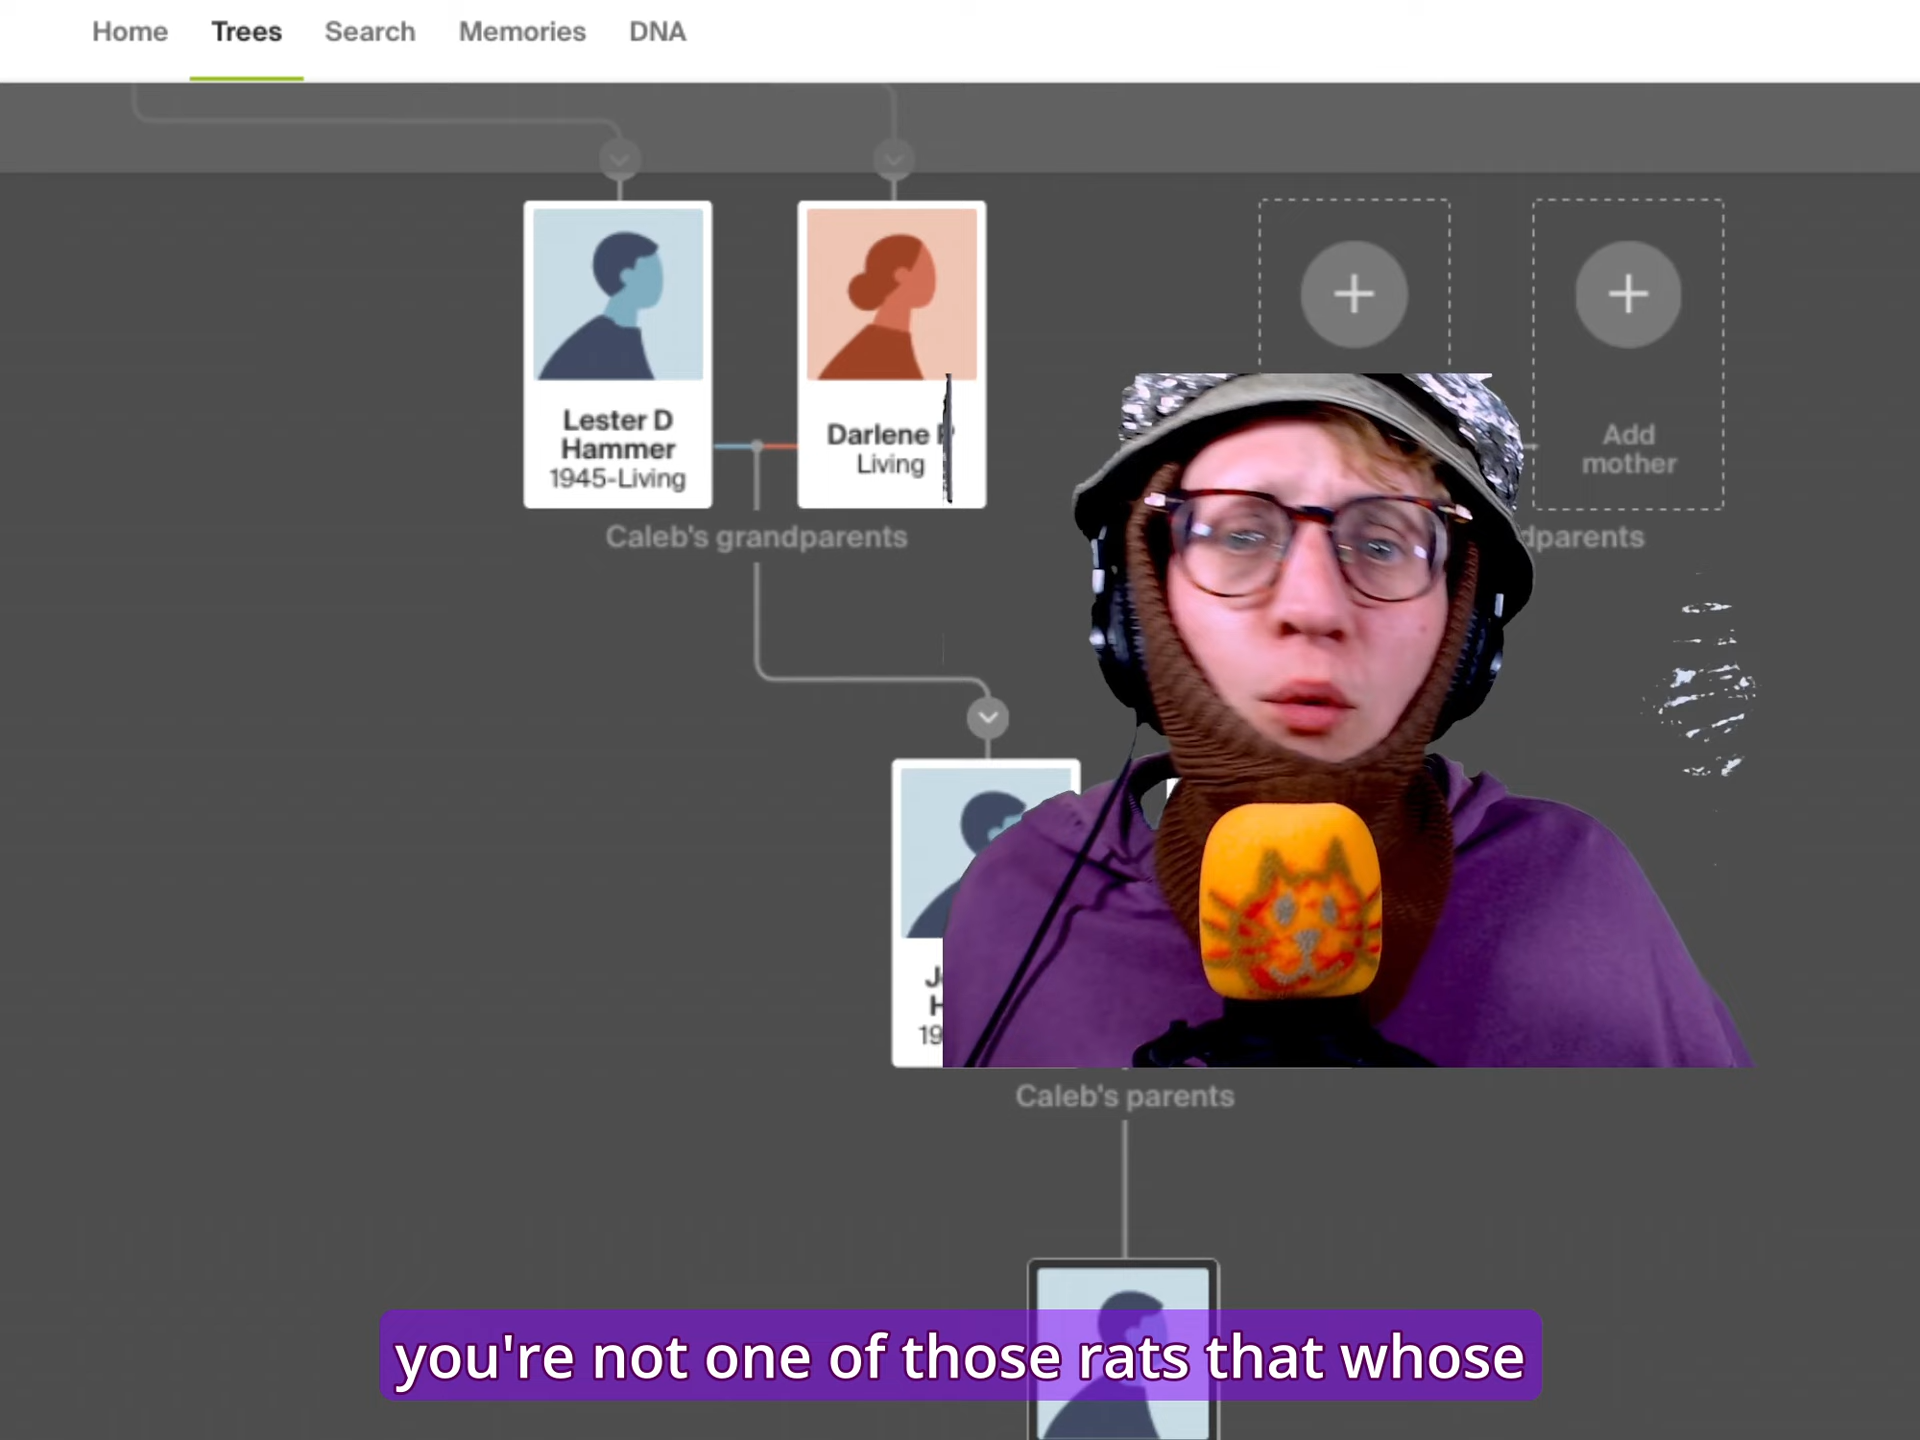 Home Trees Search Memories DNA
Lester D
Hammer
1945-Living
Darlene
Living
Add
mother
Caleb's grandparents
dparents
19
Caleb's parents
you're not one of those rats that whose